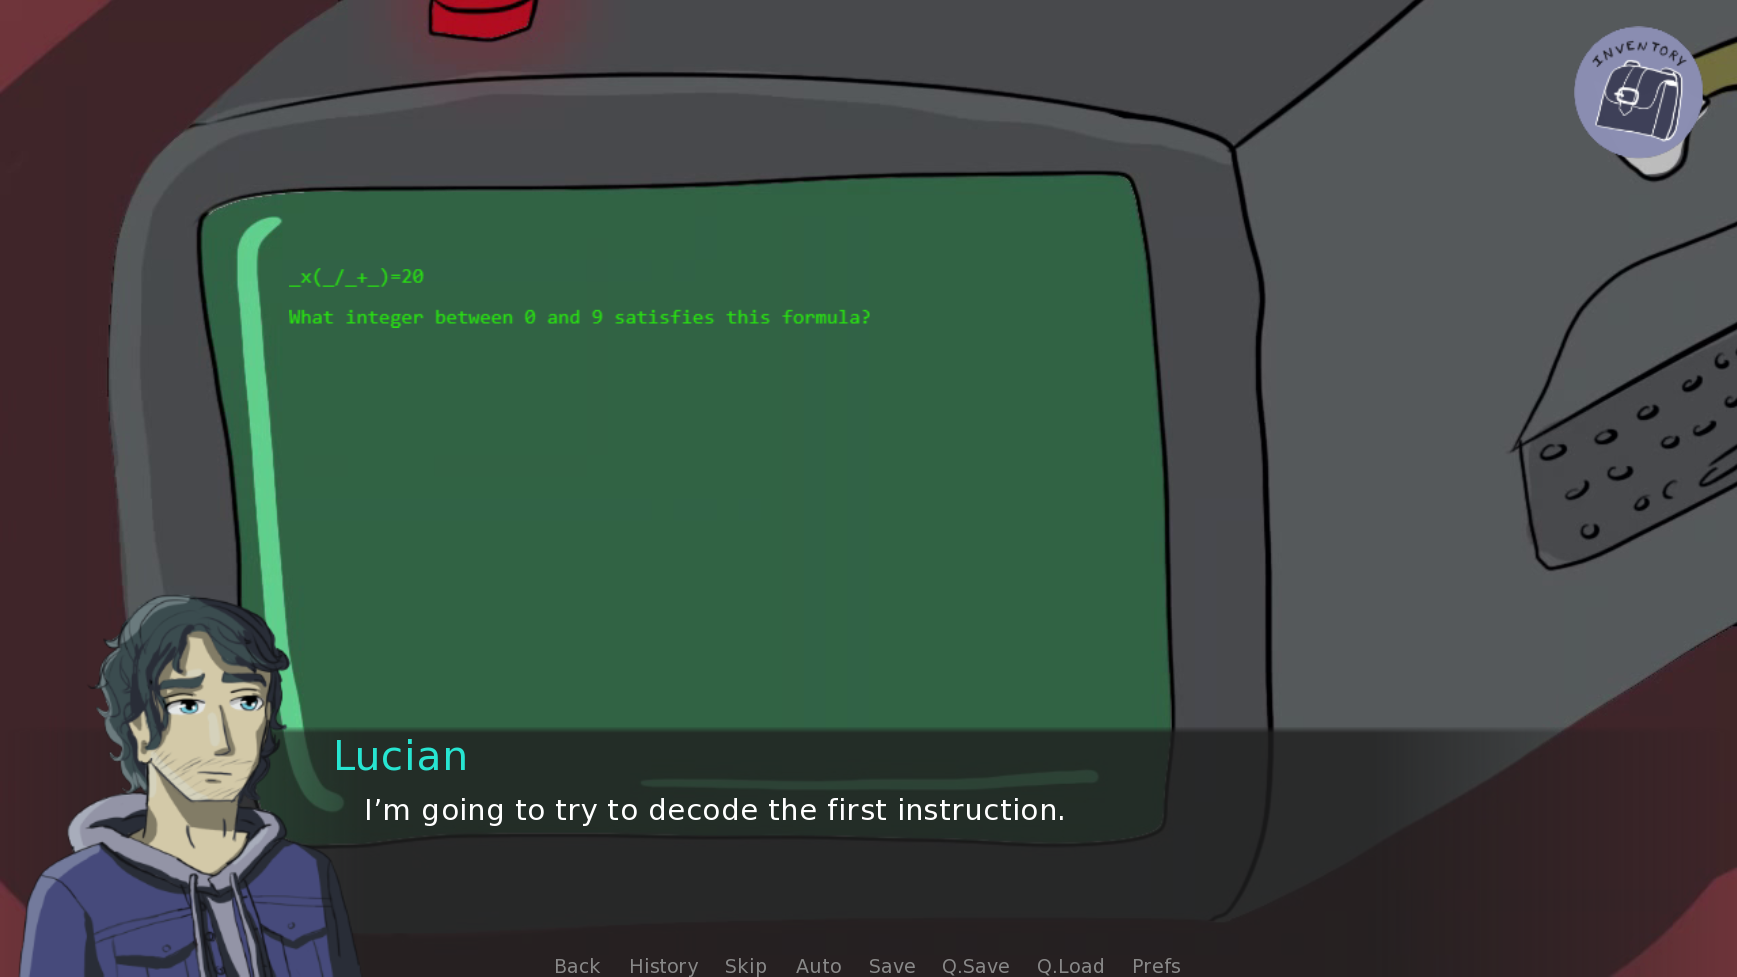 INVENTORY
_x(_/_+_)=20
What integer between 0 and 9 satisfies this formula?
Lucian
I’m going to try to decode the first instruction.
Back History Skip Auto Save Q.Save Q.Load Prefs